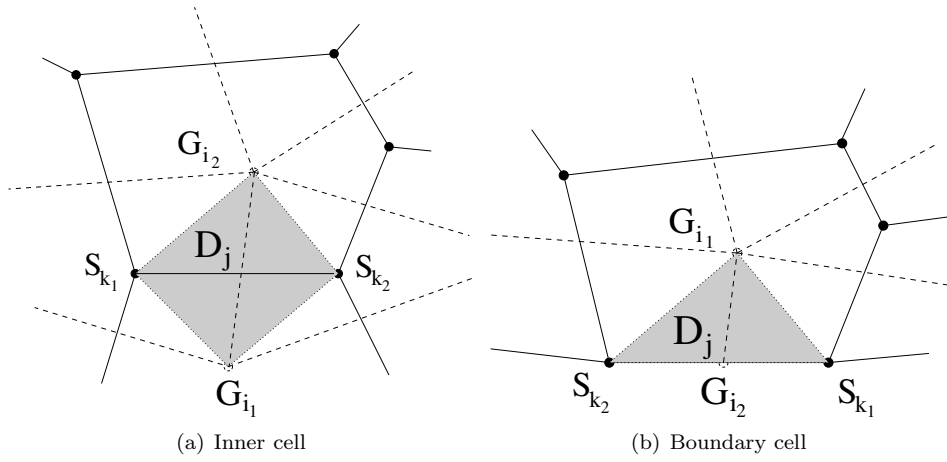 G_{i_2}
D_j
S_{k_1}
S_{k_2}
G_{i_1}
(a) Inner cell
G_{i_1}
D_j
S_{k_2}
G_{i_2}
S_{k_1}
(b) Boundary cell